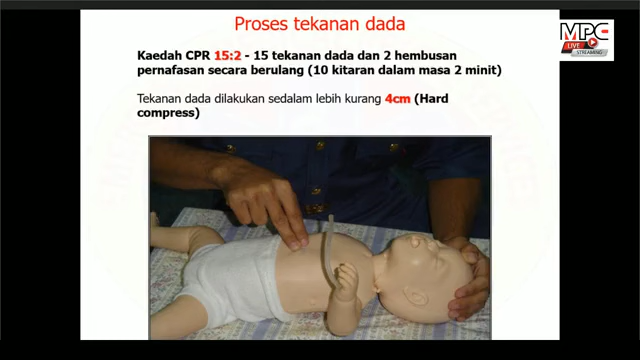 Proses tekanan dada
MPC
LIVE
STREAMING
Kaedah CPR 15:2 - 15 tekanan dada dan 2 hembusan
pernafasan secara berulang (10 kitaran dalam masa 2 minit)
Tekanan dada dilakukan sedalam lebih kurang 4cm (Hard
compress)